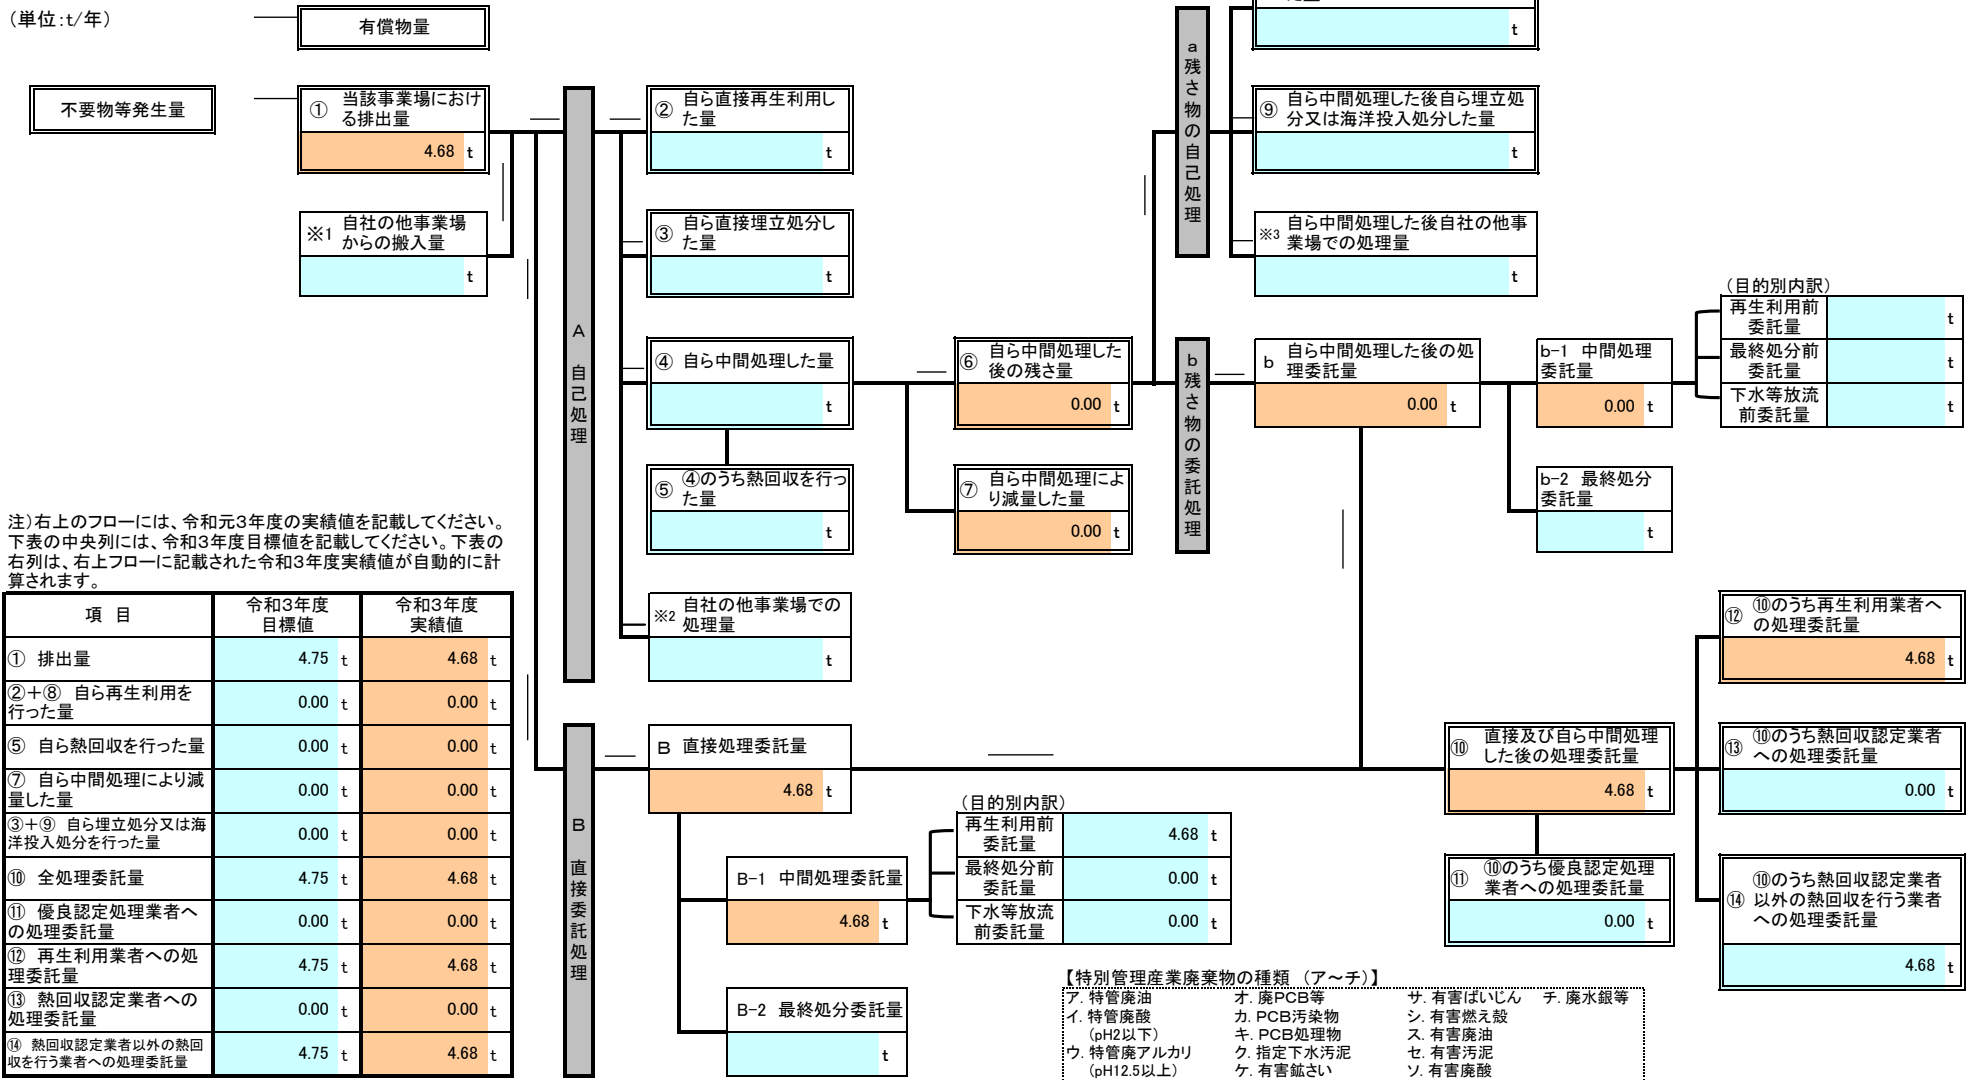 (単位:t/年)
有償物量
t
不要物等発生量
① 当該事業場におけ
る排出量
4.68 t
※1 自社の他事業場
からの搬入量
t
A 自己処理
② 自ら直接再生利用し
た量
t
③ 自ら直接埋立処分し
た量
t
④ 自ら中間処理した量
t
⑤ ④のうち熱回収を行っ
た量
t
※2 自社の他事業場での
処理量
t
⑥ 自ら中間処理した
後の残さ量
0.00 t
⑦ 自ら中間処理によ
り減量した量
0.00 t
a 残さ物の自己処理
⑨ 自ら中間処理した後自ら埋立処
分又は海洋投入処分した量
t
※3 自ら中間処理した後自社の他事
業場での処理量
t
b 残さ物の委託処理
b 自ら中間処理した後の処
理委託量
0.00 t
b-1 中間処理
委託量
0.00 t
b-2 最終処分
委託量
t
(目的別内訳)
再生利用前
委託量 t
最終処分前
委託量 t
下水等放流
前委託量 t
注)右上のフローには、令和元3年度の実績値を記載してください。
下表の中央列には、令和3年度目標値を記載してください。下表の
右列は、右上フローに記載された令和3年度実績値が自動的に計
算されます。
項 目 令和3年度
目標値 令和3年度
実績値
① 排出量 4.75 t 4.68 t
②+⑧ 自ら再生利用を
行った量 0.00 t 0.00 t
⑤ 自ら熱回収を行った量 0.00 t 0.00 t
⑦ 自ら中間処理により減
量した量 0.00 t 0.00 t
③+⑨ 自ら埋立処分又は海
洋投入処分を行った量 0.00 t 0.00 t
⑩ 全処理委託量 4.75 t 4.68 t
⑪ 優良認定処理業者へ
の処理委託量 0.00 t 0.00 t
⑫ 再生利用業者への処
理委託量 4.75 t 4.68 t
⑬ 熱回収認定業者への
処理委託量 0.00 t 0.00 t
⑭ 熱回収認定業者以外の熱回
収を行う業者への処理委託量 4.75 t 4.68 t
B 直接委託処理
B 直接処理委託量
4.68 t
B-1 中間処理委託量
4.68 t
B-2 最終処分委託量
t
(目的別内訳)
再生利用前
委託量 4.68 t
最終処分前
委託量 0.00 t
下水等放流
前委託量 0.00 t
⑩ 直接及び自ら中間処理
した後の処理委託量
4.68 t
⑪ ⑩のうち優良認定処理
業者への処理委託量
0.00 t
⑫ ⑩のうち再生利用業者へ
の処理委託量
4.68 t
⑬ ⑩のうち熱回収認定業者
への処理委託量
0.00 t
⑭ ⑩のうち熱回収認定業者
以外の熱回収を行う業者
への処理委託量
4.68 t
【特別管理産業廃棄物の種類 (ア～チ)】
ア. 特管廃油 オ. 廃PCB等 サ. 有害ばいじん チ. 廃水銀等
イ. 特管廃酸 カ. PCB汚染物 シ. 有害燃え殻
(pH2以下) キ. PCB処理物 ス. 有害廃油
ウ. 特管廃アルカリ ク. 指定下水汚泥 セ. 有害汚泥
(pH12.5以上) ケ. 有害鉱さい ソ. 有害廃酸